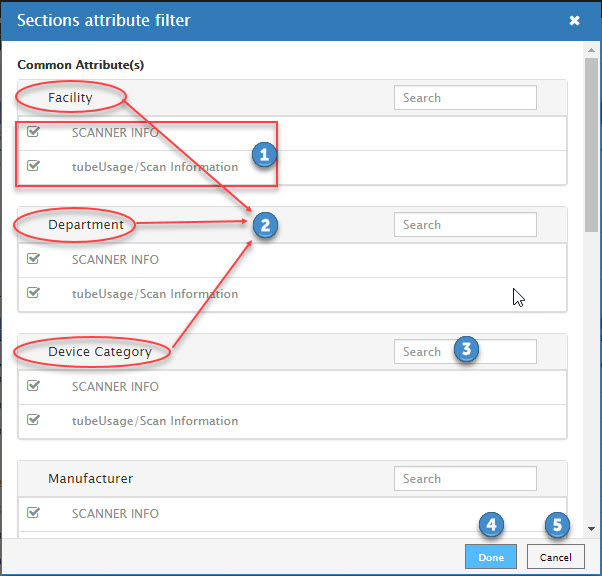 Sections attribute filter
Common Attribute(s)
Facility Search
SCANNER INFO
tubeUsage/Scan Information
1
2
Department Search
SCANNER INFO
tubeUsage/Scan Information
Device Category Search 3
SCANNER INFO
tubeUsage/Scan Information
Manufacturer Search
SCANNER INFO
4 5
Done Cancel